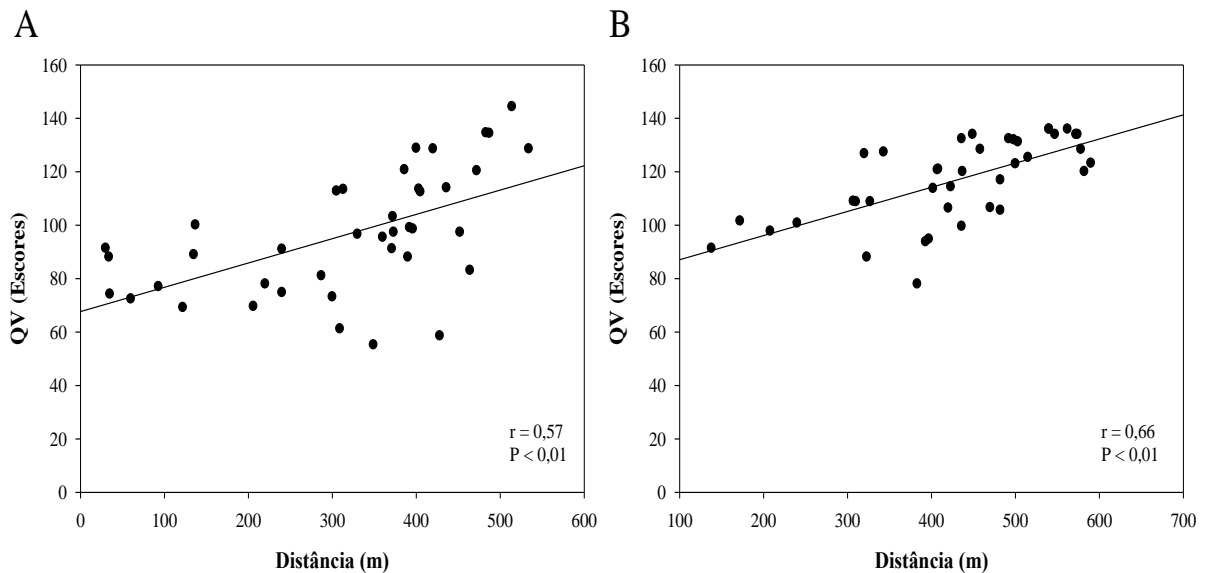 A
B
160
140
120
100
80
60
40
20
0
QV (Escores)
r = 0,57
P < 0,01
0 100 200 300 400 500 600
Distância (m)
160
140
120
100
80
60
40
20
0
QV (Escores)
r = 0,66
P < 0,01
100 200 300 400 500 600 700
Distância (m)